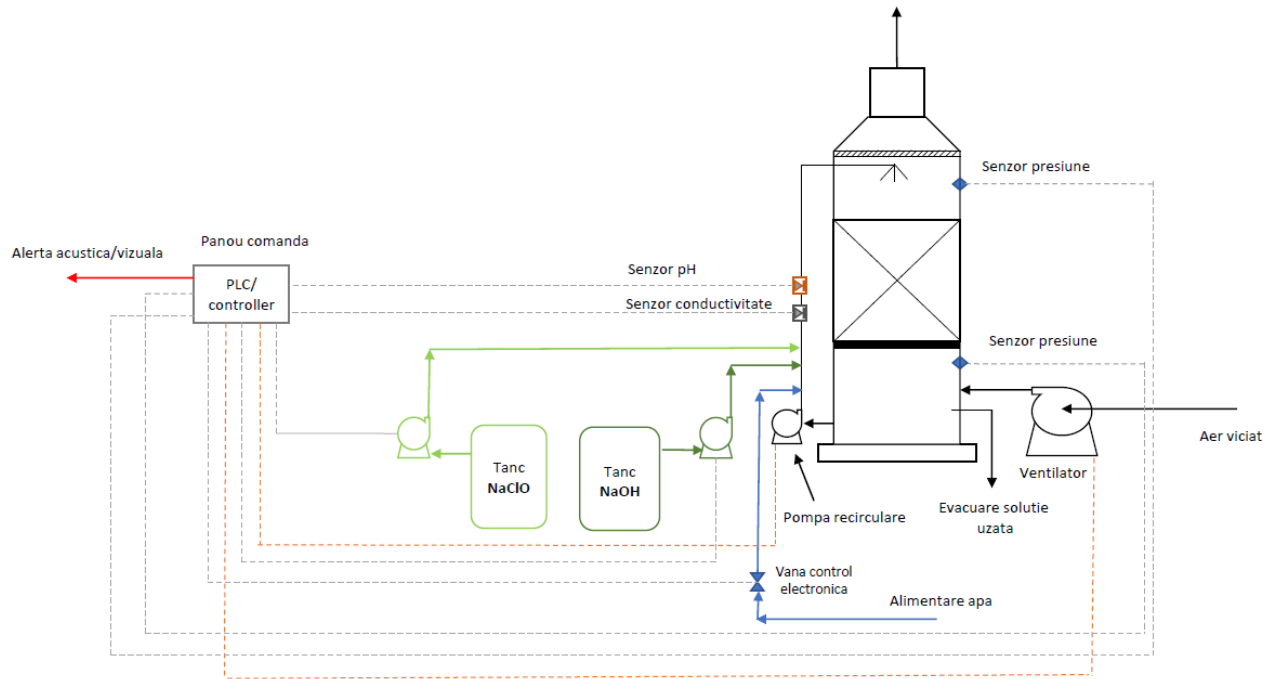 Senzor presiune
Panou comanda
Alerta acustica/vizuala
Senzor pH
PLC/
controller
Senzor conductivitate
Senzor presiune
Aer viciat
Tanc
NaClO
Tanc
NaOH
Ventilator
Pompa recirculare
Evacuare solutie
uzata
Vana control
electronica
Alimentare apa